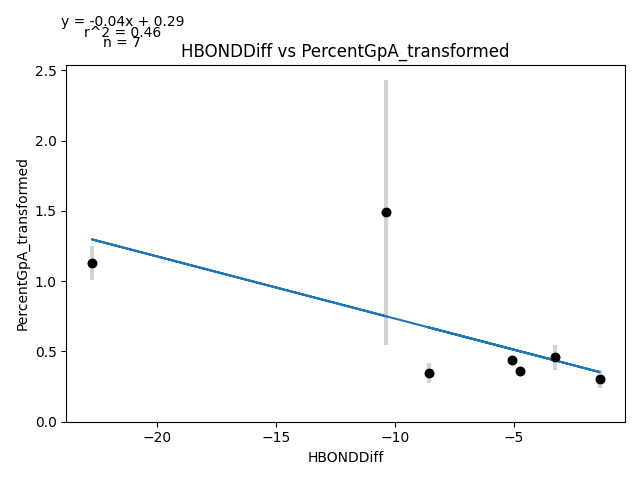 y = -0.04x + 0.29
r^2 = 0.46
n = 7
HBONDDiff vs PercentGpA_transformed
2.5
2.0
1.5
1.0
0.5
0.0
PercentGpA_transformed
−20
−15
−10
−5
HBONDDiff